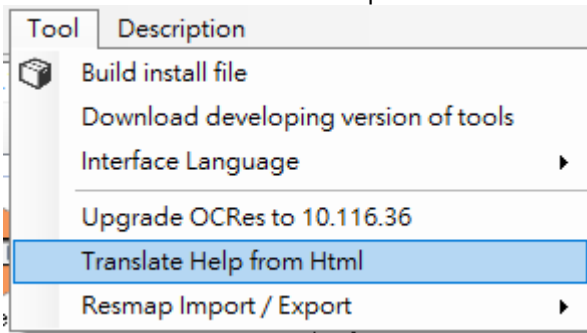 Tool Description
Build install file
Download developing version of tools
Interface Language
Upgrade OCRes to 10.116.36
Translate Help from Html
Resmap Import / Export